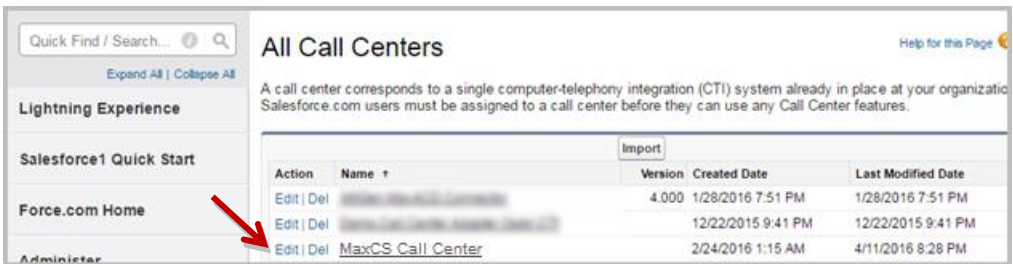 Quick Find / Search...
Expand All | Collapse All
Lightning Experience
Salesforce1 Quick Start
Force.com Home
Administer
All Call Centers
Help for this Page
A call center corresponds to a single computer-telephony integration (CTI) system already in place at your organizatio
Salesforce.com users must be assigned to a call center before they can use any Call Center features.
Import
Action Name ↑ Version Created Date Last Modified Date
Edit | Del 4.000 1/28/2016 7:51 PM 1/28/2016 7:51 PM
Edit | Del 12/22/2015 9:41 PM 12/22/2015 9:41 PM
Edit | Del MaxCS Call Center 2/24/2016 1:15 AM 4/11/2016 8:28 PM